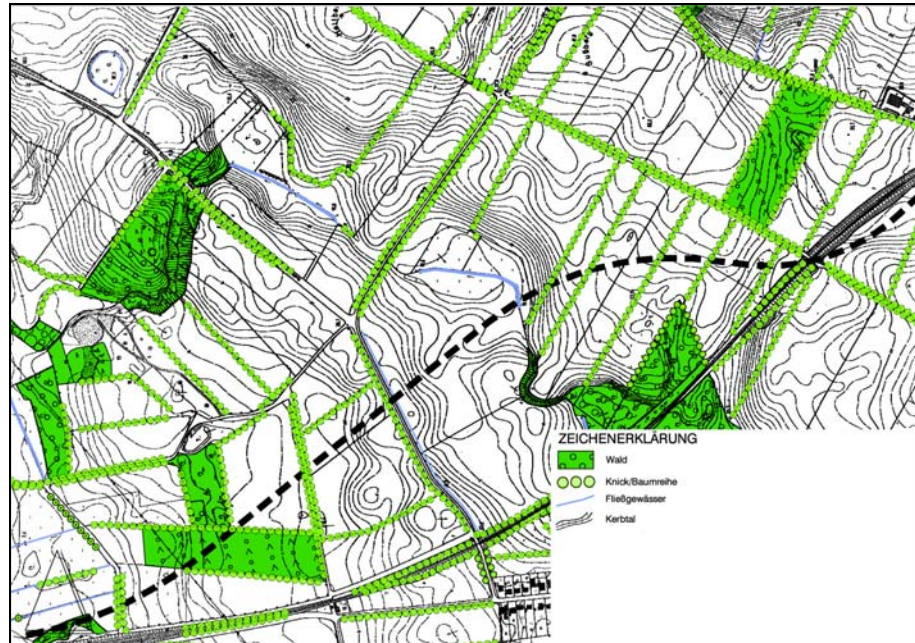 ZEICHENERKLÄRUNG
Wald
Knick/Baumreihe
Fließgewässer
Kerbtal